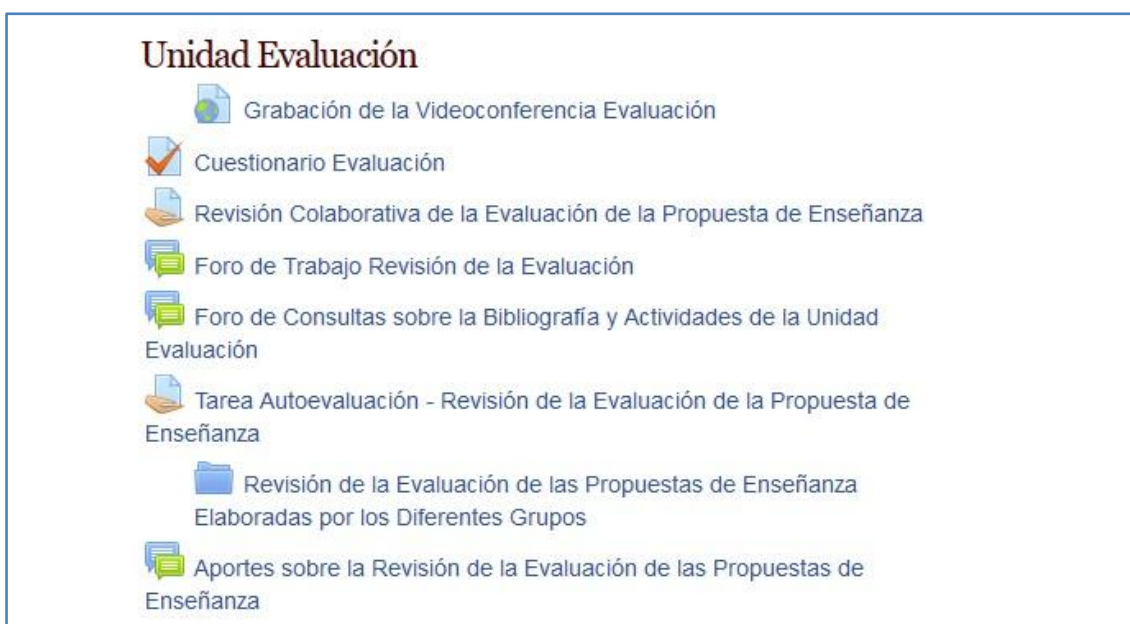 Unidad Evaluación
Grabación de la Videoconferencia Evaluación
Cuestionario Evaluación
Revisión Colaborativa de la Evaluación de la Propuesta de Enseñanza
Foro de Trabajo Revisión de la Evaluación
Foro de Consultas sobre la Bibliografía y Actividades de la Unidad
Evaluación
Tarea Autoevaluación - Revisión de la Evaluación de la Propuesta de
Enseñanza
Revisión de la Evaluación de las Propuestas de Enseñanza
Elaboradas por los Diferentes Grupos
Aportes sobre la Revisión de la Evaluación de las Propuestas de
Enseñanza